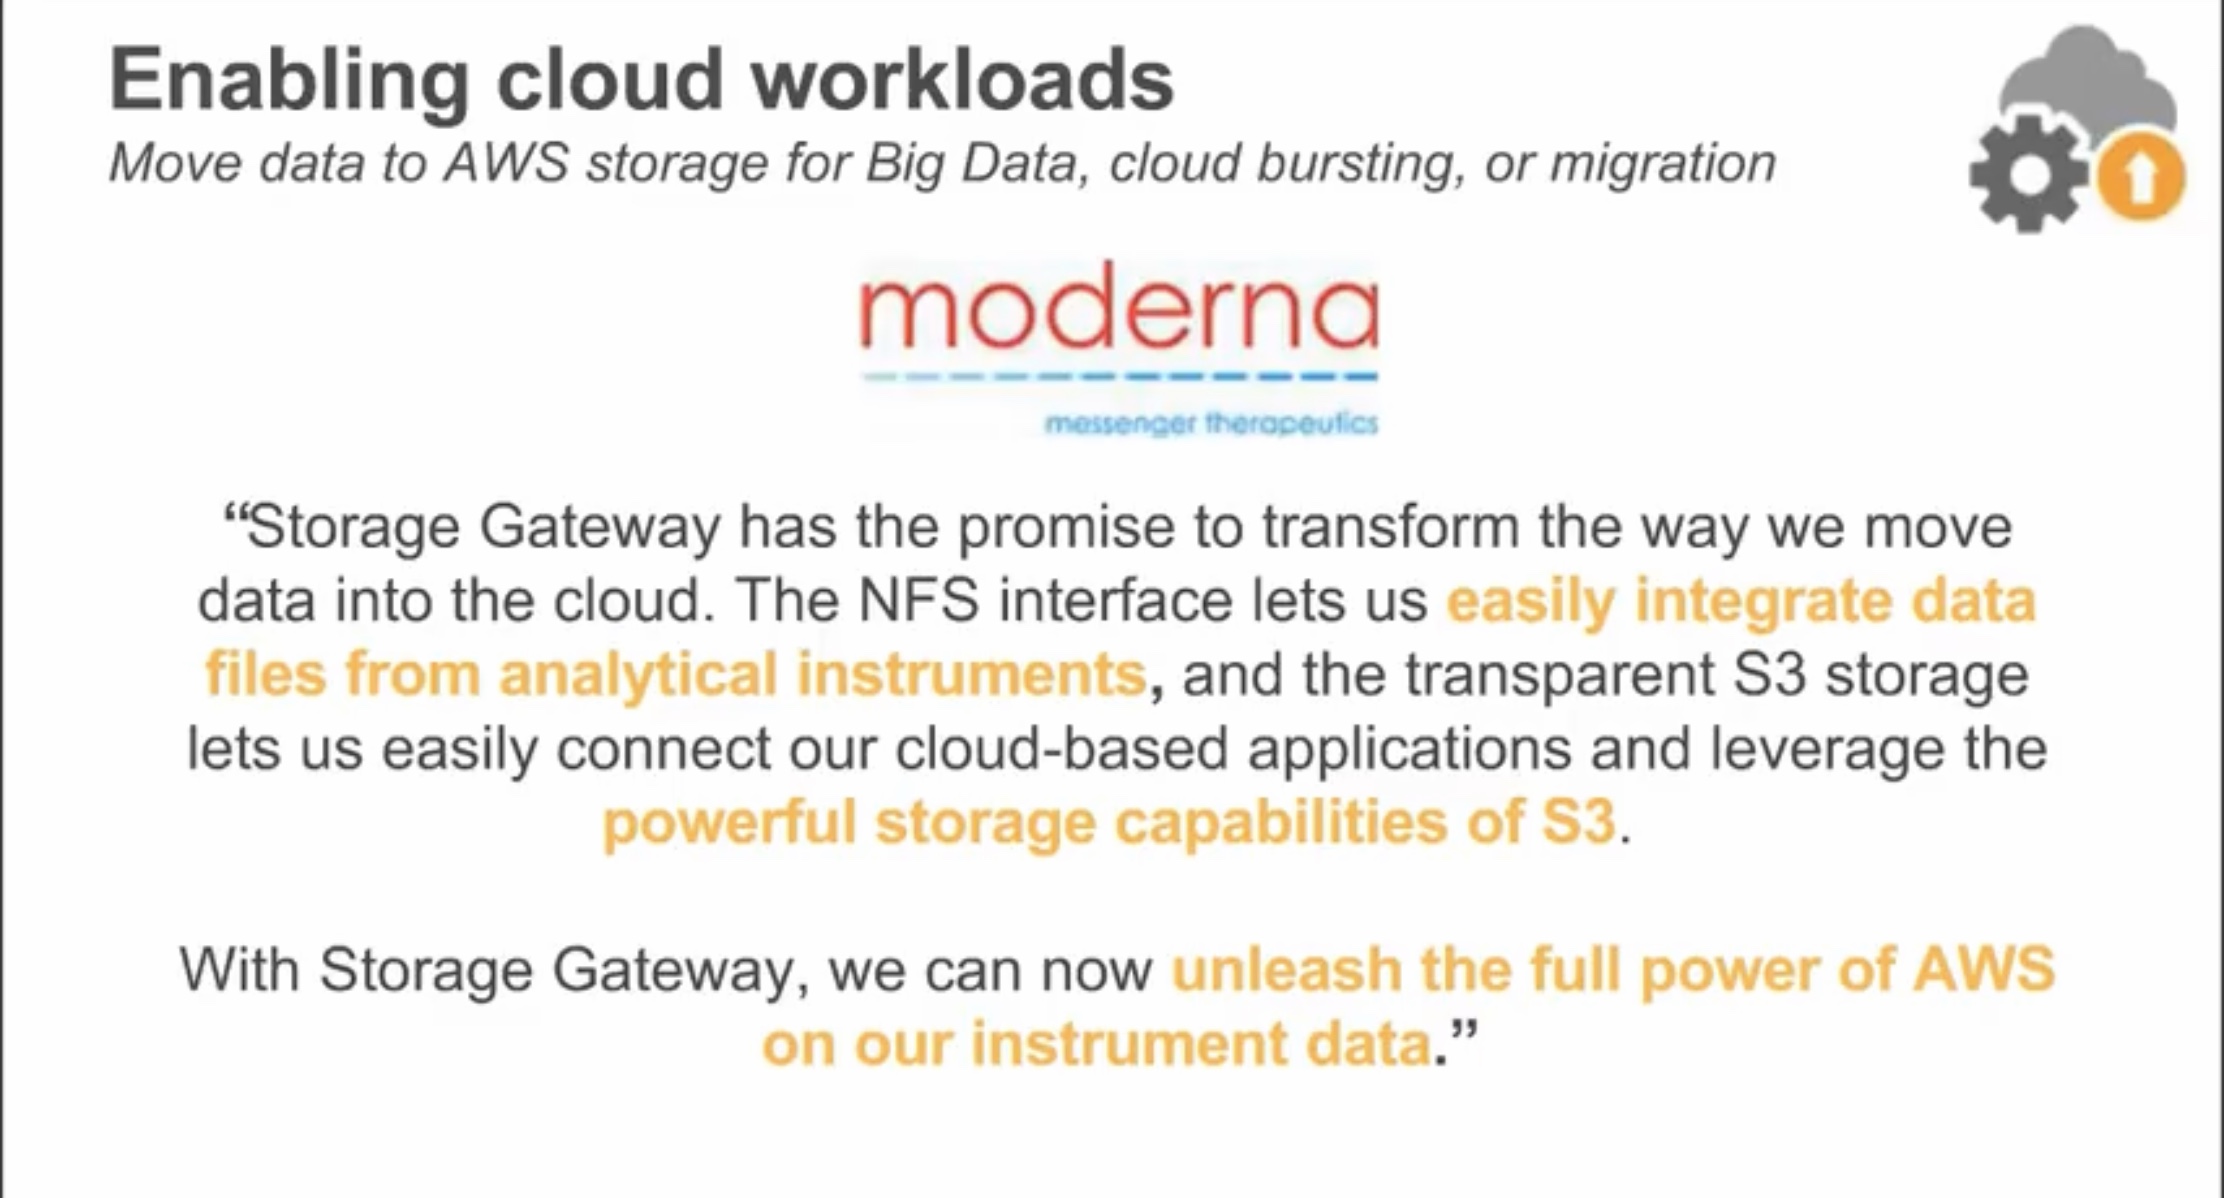 Enabling cloud workloads
Move data to AWS storage for Big Data, cloud bursting, or migration
moderna
messenger therapeutics
“Storage Gateway has the promise to transform the way we move
data into the cloud. The NFS interface lets us easily integrate data
files from analytical instruments, and the transparent S3 storage
lets us easily connect our cloud-based applications and leverage the
powerful storage capabilities of S3.
With Storage Gateway, we can now unleash the full power of AWS
on our instrument data.”